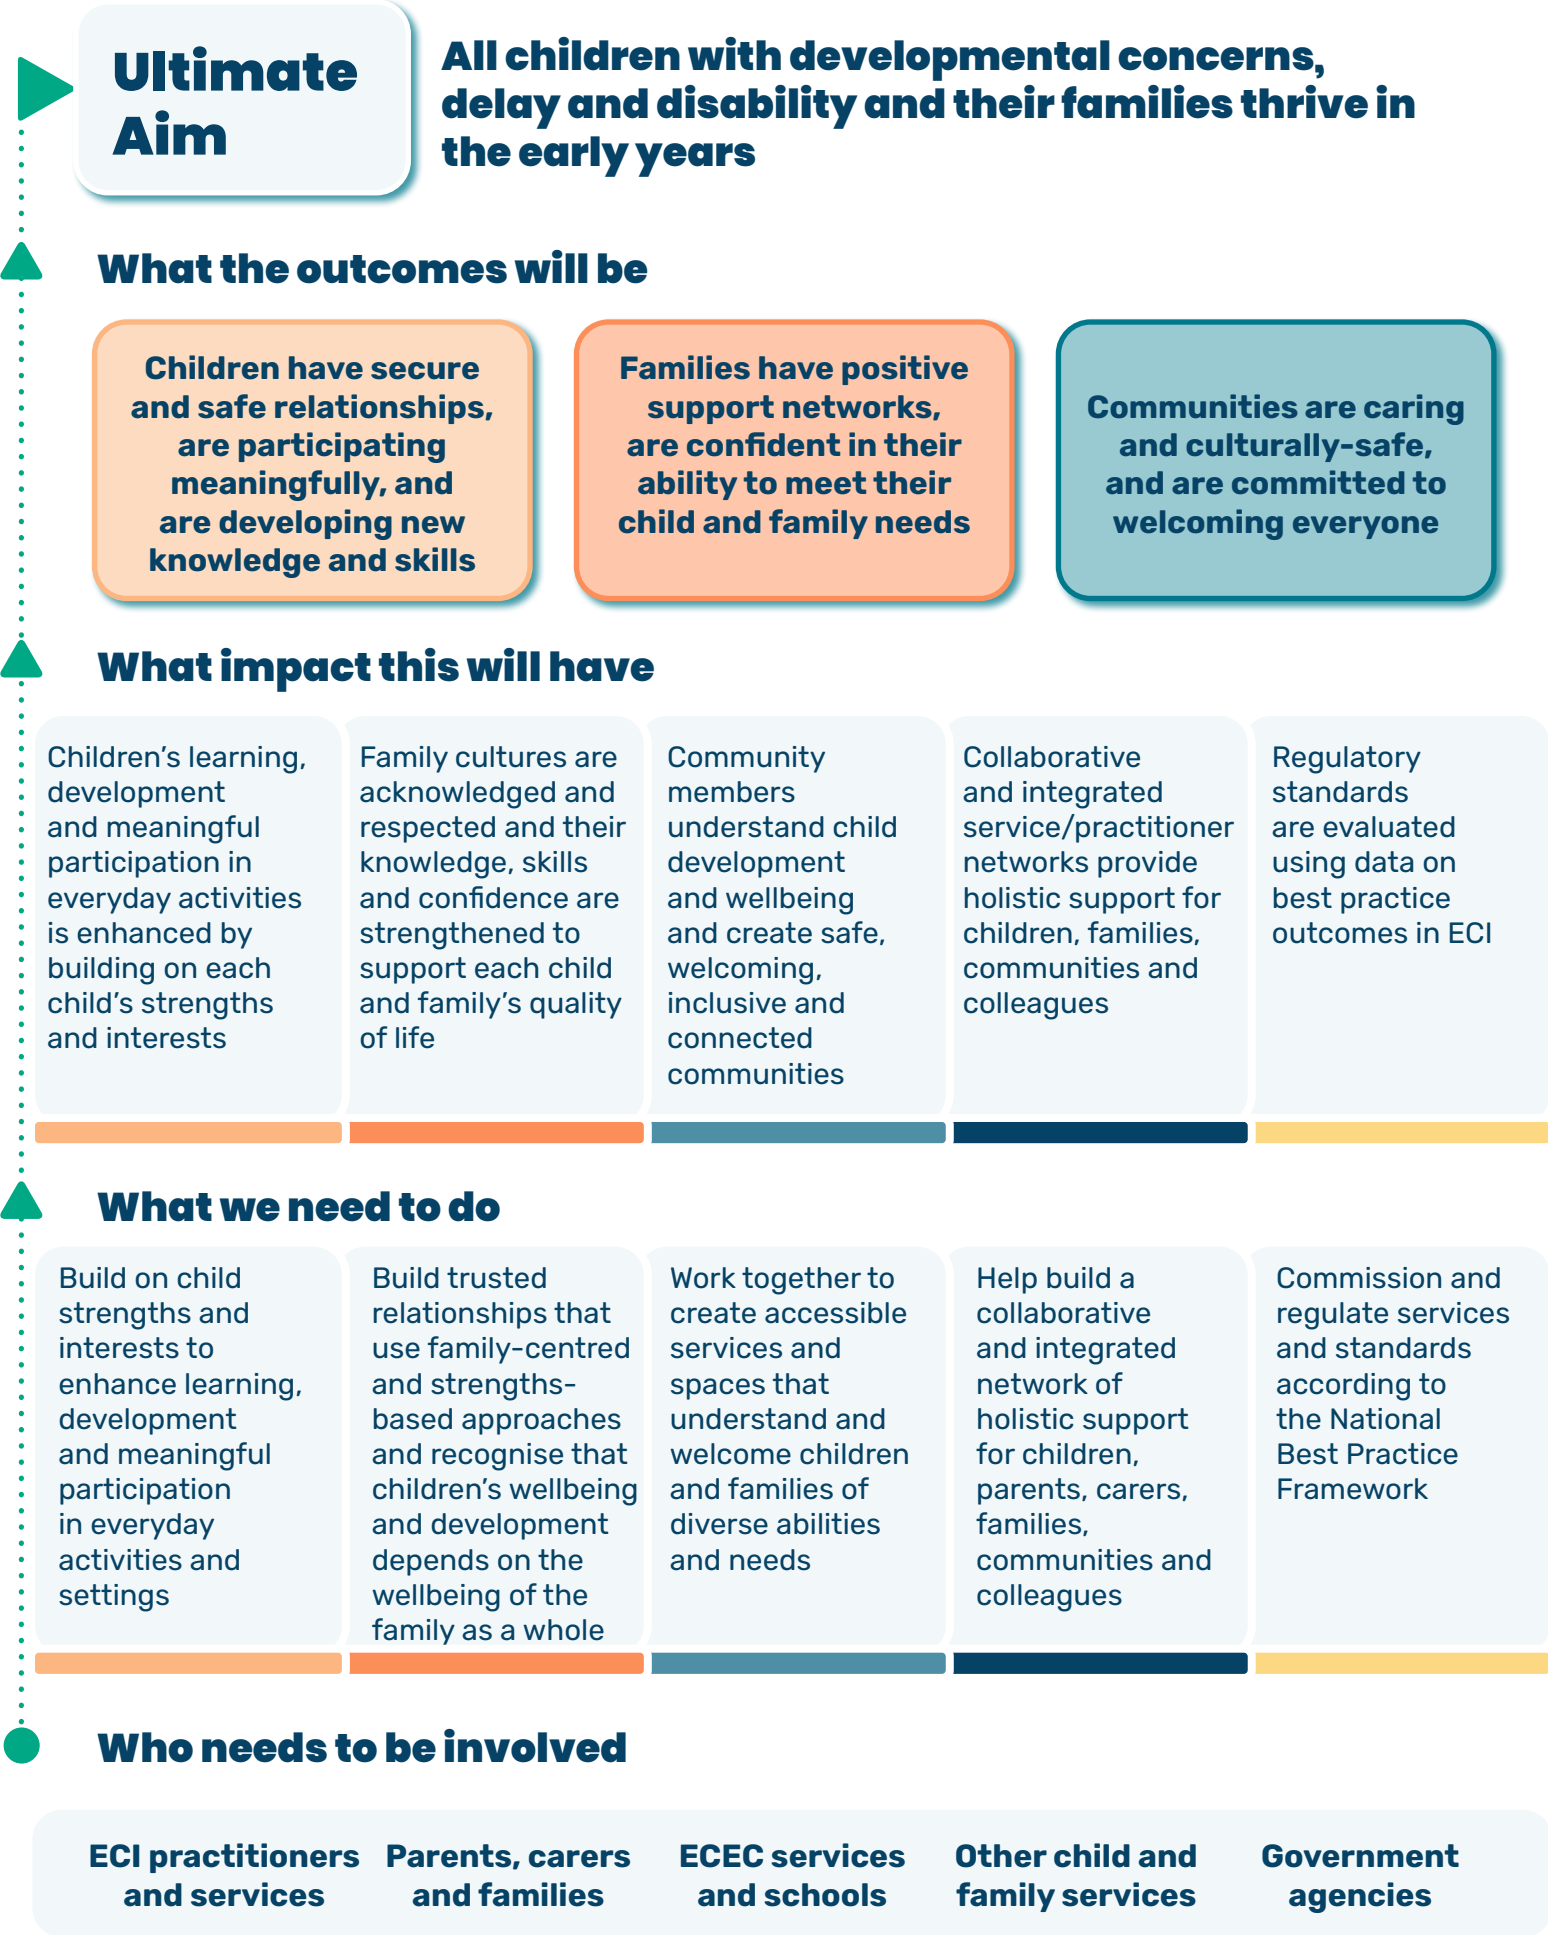 Ultimate
Aim
All children with developmental concerns,
delay and disability and their families thrive in
the early years
What the outcomes will be
Children have secure
and safe relationships,
are participating
meaningfully, and
are developing new
knowledge and skills
Families have positive
support networks,
are confident in their
ability to meet their
child and family needs
Communities are caring
and culturally-safe,
and are committed to
welcoming everyone
What impact this will have
Children’s learning,
development
and meaningful
participation in
everyday activities
is enhanced by
building on each
child’s strengths
and interests
Family cultures are
acknowledged and
respected and their
knowledge, skills
and confidence are
strengthened to
support each child
and family’s quality
of life
Community
members
understand child
development
and wellbeing
and create safe,
welcoming,
inclusive and
connected
communities
Collaborative
and integrated
service/practitioner
networks provide
holistic support for
children, families,
communities and
colleagues
Regulatory
standards
are evaluated
using data on
best practice
outcomes in ECI
What we need to do
Build on child
strengths and
interests to
enhance learning,
development
and meaningful
participation
in everyday
activities and
settings
Build trusted
relationships that
use family-centred
and strengths-
based approaches
and recognise that
children’s wellbeing
and development
depends on the
wellbeing of the
family as a whole
Work together to
create accessible
services and
spaces that
understand and
welcome children
and families of
diverse abilities
and needs
Help build a
collaborative
and integrated
network of
holistic support
for children,
parents, carers,
families,
communities and
colleagues
Commission and
regulate services
and standards
according to
the National
Best Practice
Framework
Who needs to be involved
ECI practitioners
and services
Parents, carers
and families
ECEC services
and schools
Other child and
family services
Government
agencies